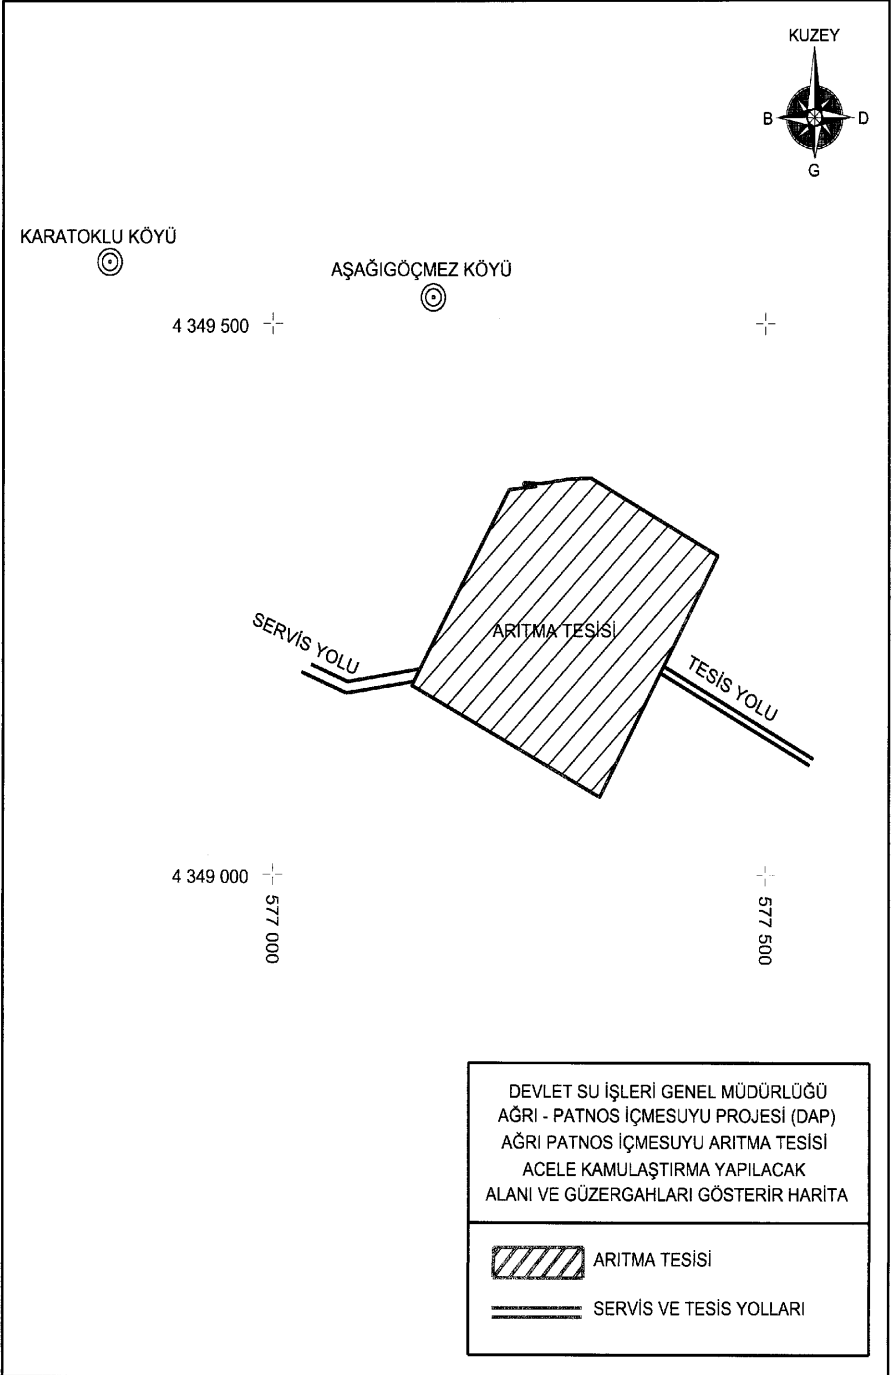 KUZEY
B D
G
KARATOKLU KÖYÜ
AŞAĞIGÖÇMEZ KÖYÜ
4 349 500
ARITMA TESİSİ
SERVİS YOLU
TESİS YOLU
4 349 000
577 000
577 500
DEVLET SU İŞLERİ GENEL MÜDÜRLÜĞÜ
AĞRI - PATNOS İÇMESUYU PROJESİ (DAP)
AĞRI PATNOS İÇMESUYU ARITMA TESİSİ
ACELE KAMULAŞTIRMA YAPILACAK
ALANI VE GÜZERGAHLARI GÖSTERİR HARİTA
ARITMA TESİSİ
SERVİS VE TESİS YOLLARI